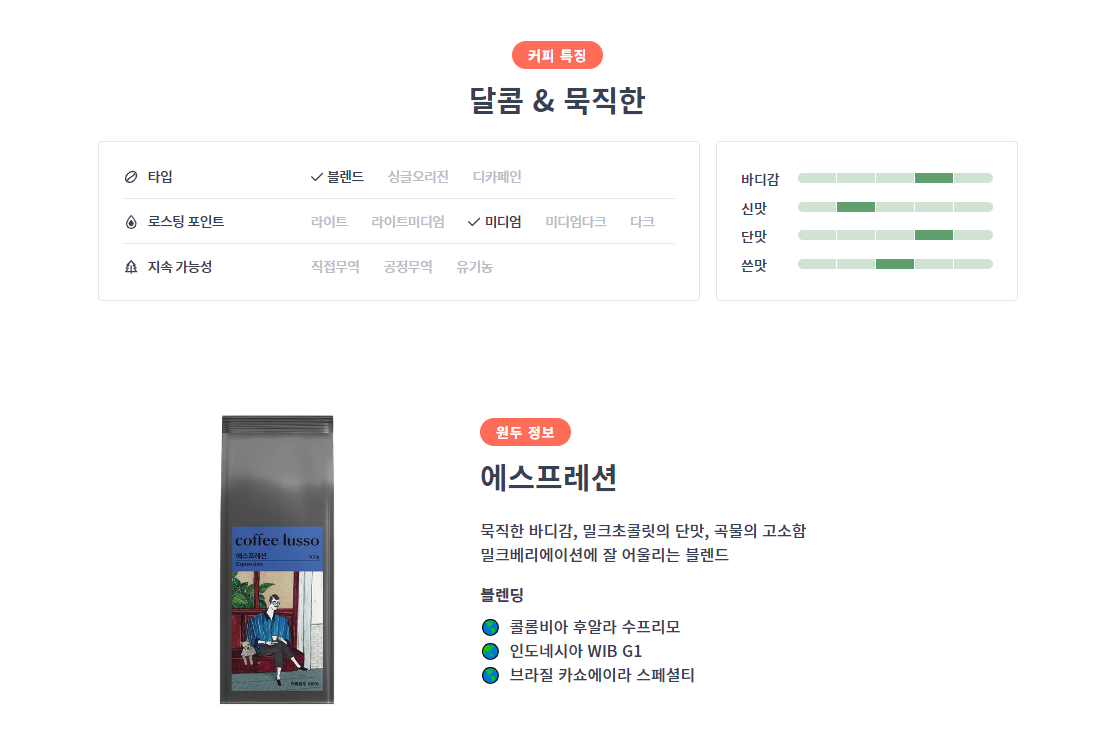 커피 특징
달콤 & 묵직한
타입 블렌드 싱글오리진 디카페인
로스팅 포인트 라이트 라이트미디엄 미디엄 미디엄다크 다크
지속 가능성 직접무역 공정무역 유기농
바디감
신맛
단맛
쓴맛
coffee lusso
에스프레션 100g
Espression
커피원두 100%
원두 정보
에스프레션
묵직한 바디감, 밀크초콜릿의 단맛, 곡물의 고소함
밀크베리에이션에 잘 어울리는 블렌드
블렌딩
콜롬비아 후알라 수프리모
인도네시아 WIB G1
브라질 카쇼에이라 스페셜티